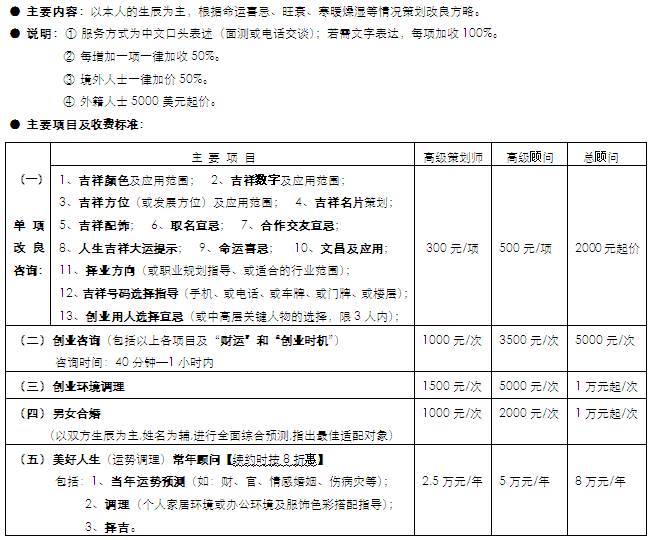 ● 主要内容：以本人的生辰为主，根据命运喜忌、旺衰、寒暖燥湿等情况策划改良方略。
● 说明：① 服务方式为中文口头表达（面测或电话交谈）；若需文字表达，每项加收 100%。
② 每增加一项一律加收 50%。
③ 境外人士一律加价 50%。
④ 外籍人士 5000 美元起价。
● 主要项目及收费标准：
（一）
单 项
改 良
咨询：
主 要 项 目
高级策划师
高级顾问
总顾问
1、吉祥颜色及应用范围； 2、吉祥数字及应用范围；
3、吉祥方位（或发展方位）及应用范围； 4、吉祥名片策划；
5、吉祥配饰； 6、取名宜忌； 7、合作交友宜忌；
8、人生吉祥大运提示； 9、命运喜忌； 10、文昌及应用；
11、择业方向（或职业规划指导、或适合的行业范围）；
12、吉祥号码选择指导（手机、或电话、或车牌、或门牌、或楼层）；
13、创业用人选择宜忌（或中高层关键人物的选择，限 3 人内）；
300 元/项
500 元/项
2000 元起价
（二）创业咨询（包括以上各项目及“财运”和“创业时机”）
咨询时间：40 分钟—1 小时内
1000 元/次
3500 元/次
5000 元/次
（三）创业环境调理
1500 元/次
5000 元/次
1 万元起/次
（四）男女合婚
（以双方生辰为主,姓名为辅,进行全面综合预测,指出最佳适配对象）
1000 元/次
2000 元/次
1 万元起/次
（五）美好人生（运势调理）常年顾问【续约时按 8 折惠】
包括：1、当年运势预测（如：财、官、情感婚姻、伤病灾等）；
2、调理（个人家居环境或办公环境及服饰色彩搭配指导）；
3、择吉。
2.5 万元/年
5 万元/年
8 万元/年